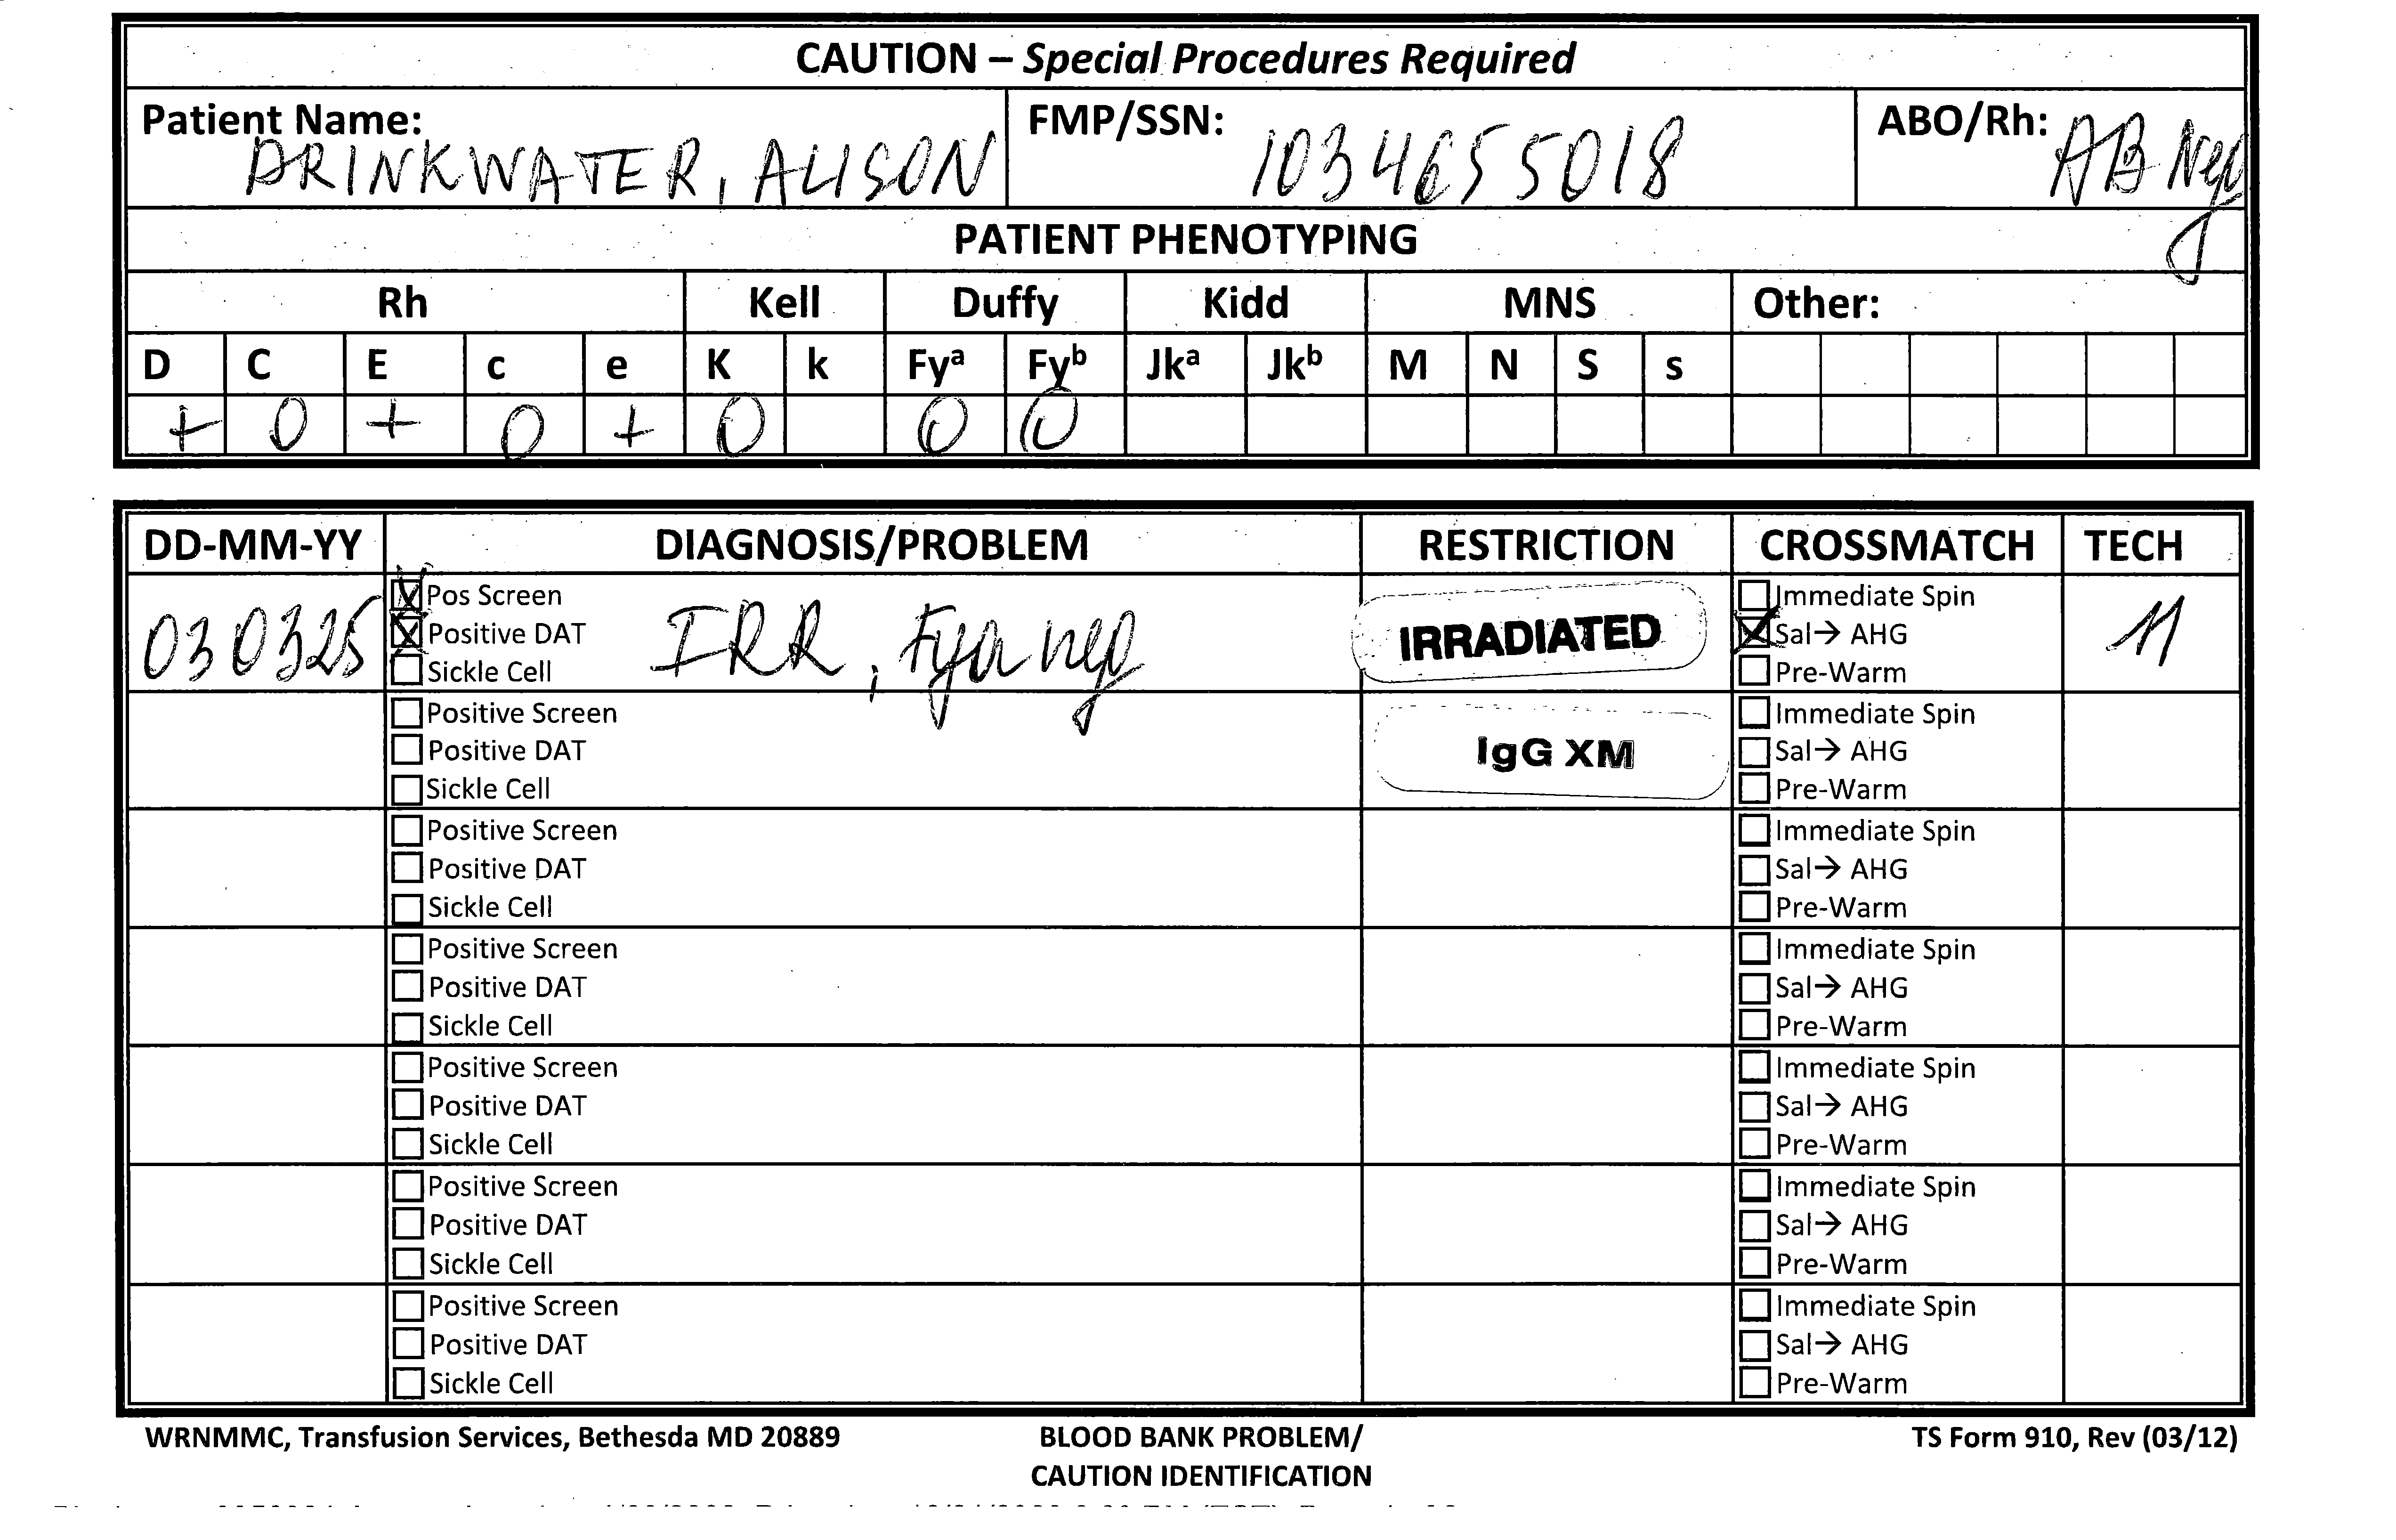 CAUTION – Special Procedures Required
Patient Name: DRINKWATER, ALISON FMP/SSN: 1034655018 ABO/Rh: AB Neg
PATIENT PHENOTYPING
Rh Kell Duffy Kidd MNS Other:
D C E c e K k Fyᵃ Fyᵇ Jkᵃ Jkᵇ M N S s
+ 0 + 0 + 0 0 0
DD-MM-YY DIAGNOSIS/PROBLEM RESTRICTION CROSSMATCH TECH
Pos Screen Immediate Spin
030325 Positive DAT IRR, Fya neg IRRADIATED Sal→ AHG 11
Sickle Cell Pre-Warm
Positive Screen Immediate Spin
Positive DAT IgG XM Sal→ AHG
Sickle Cell Pre-Warm
Positive Screen Immediate Spin
Positive DAT Sal→ AHG
Sickle Cell Pre-Warm
Positive Screen Immediate Spin
Positive DAT Sal→ AHG
Sickle Cell Pre-Warm
Positive Screen Immediate Spin
Positive DAT Sal→ AHG
Sickle Cell Pre-Warm
Positive Screen Immediate Spin
Positive DAT Sal→ AHG
Sickle Cell Pre-Warm
Positive Screen Immediate Spin
Positive DAT Sal→ AHG
Sickle Cell Pre-Warm
WRNMMC, Transfusion Services, Bethesda MD 20889 BLOOD BANK PROBLEM/ TS Form 910, Rev (03/12)
CAUTION IDENTIFICATION